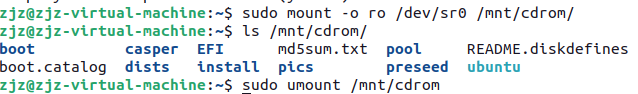 zjz@zjz-virtual-machine:~$ sudo mount -o ro /dev/sr0 /mnt/cdrom/
zjz@zjz-virtual-machine:~$ ls /mnt/cdrom/
boot casper EFI md5sum.txt pool README.diskdefines
boot.catalog dists install pics preseed ubuntu
zjz@zjz-virtual-machine:~$ sudo umount /mnt/cdrom